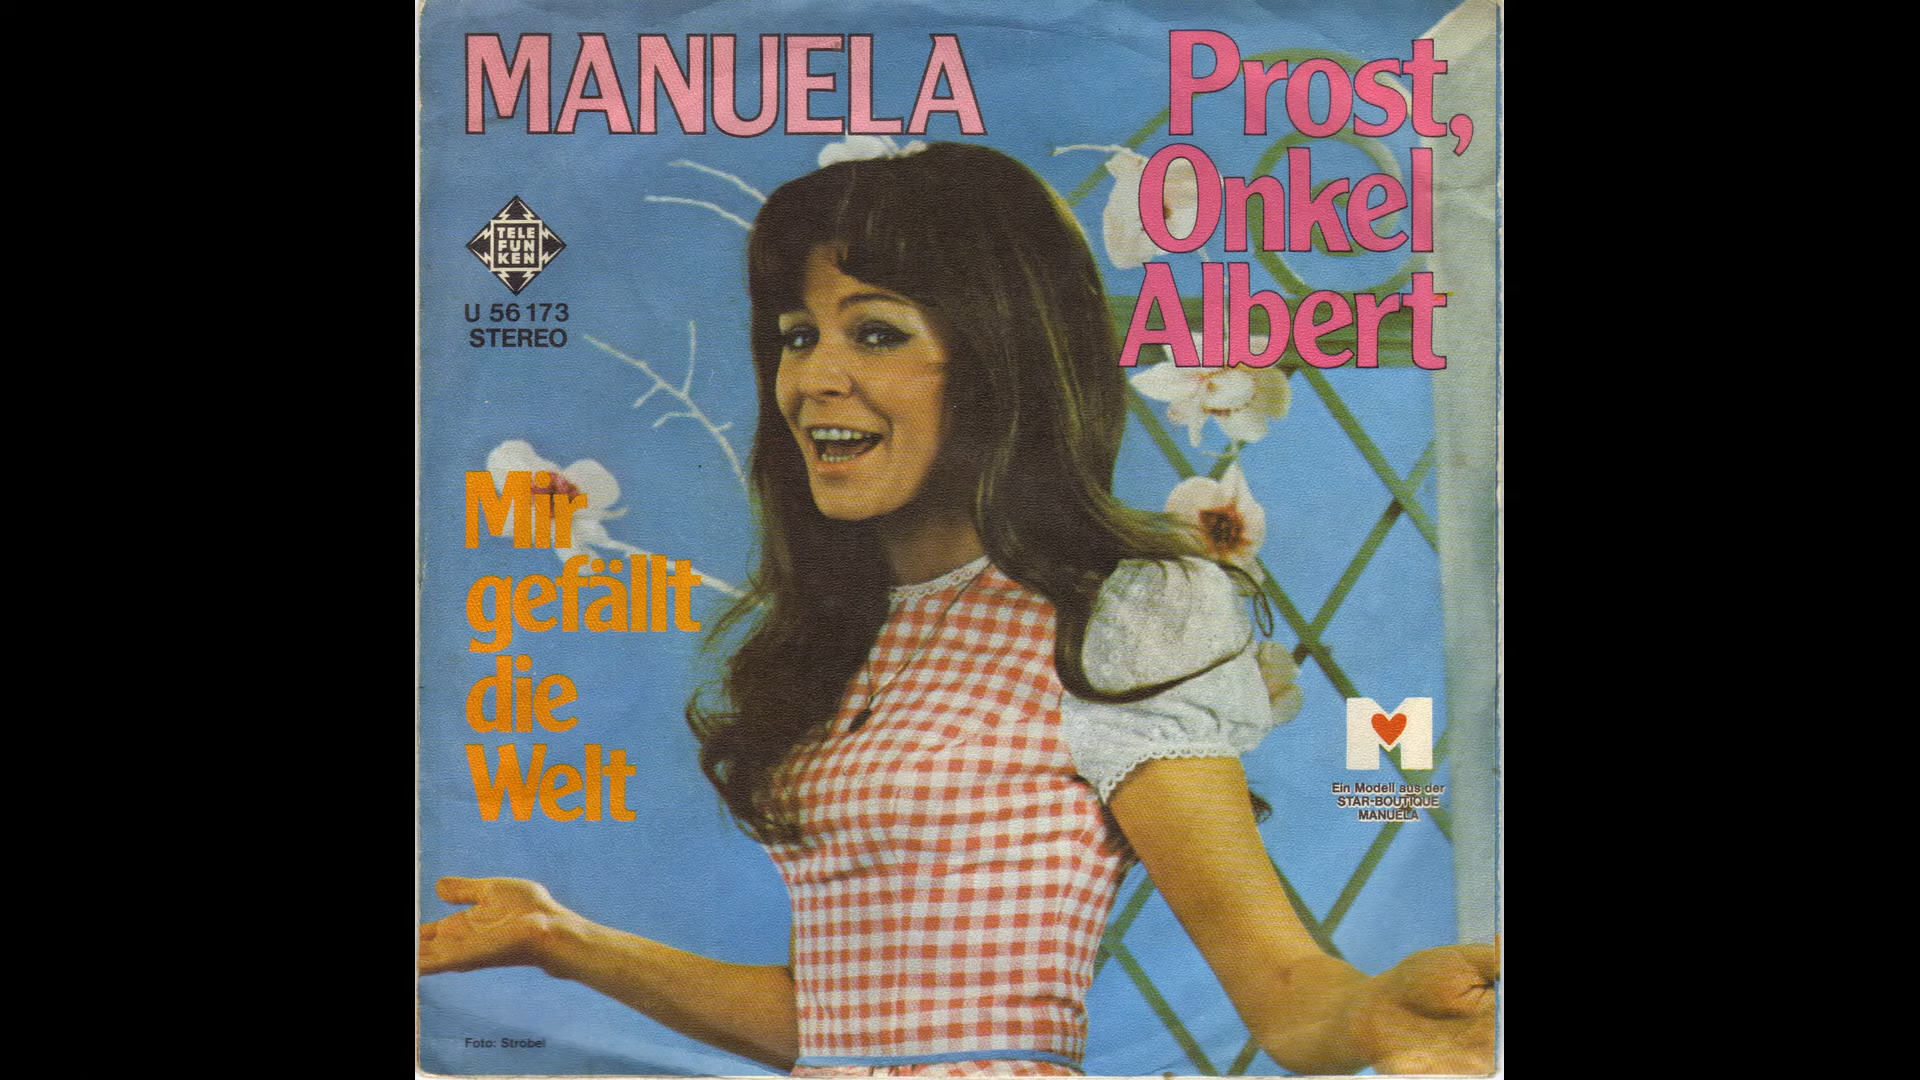 MANUELA
Prost,
Onkel
Albert
TELE
FUN
KEN
U 56 173
STEREO
Mir
gefällt
die
Welt
M
Ein Modell aus der
STAR-BOUTIQUE
MANUELA
Foto: Strobel